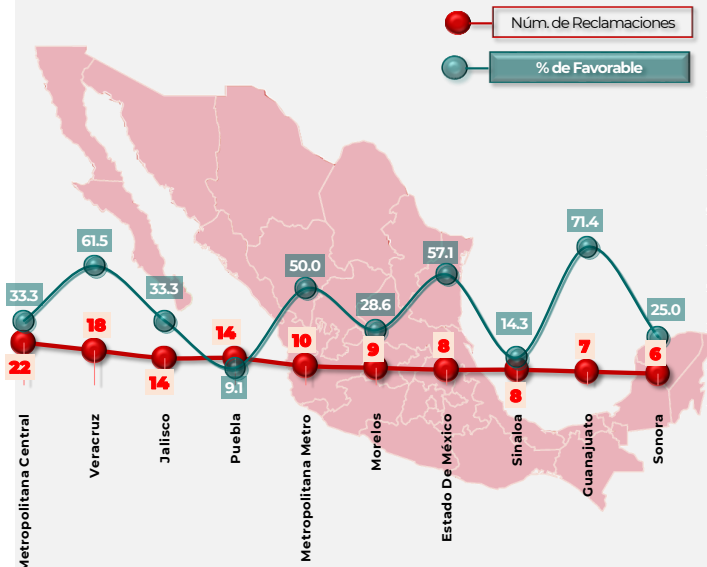 Núm. de Reclamaciones
% de Favorable
71.4
61.5
57.1
50.0
33.3
33.3
28.6
14.3
25.0
18
14
10
9
8
7
6
22
14
9.1
8
Metropolitana Central
Veracruz
Jalisco
Puebla
Metropolitana Metro
Morelos
Estado De México
Sinaloa
Guanajuato
Sonora